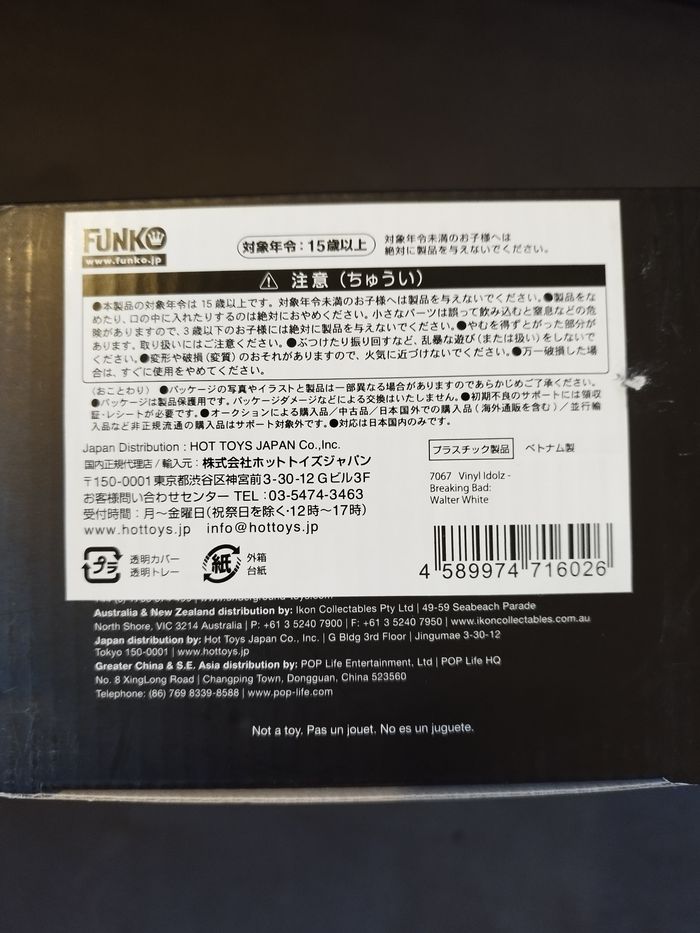 FUNKO
www.funko.jp
対象年令：15歳以上
対象年令未満のお子様へは
絶対に製品を与えないでください。
注意（ちゅうい）
●本製品の対象年令は 15 歳以上です。対象年令未満のお子様へは製品を与えないでください。●製品をな
めたり、口の中に入れたりするのは絶対におやめください。小さなパーツは誤って飲み込むと窒息などの危
険がありますので、3 歳以下のお子様には絶対に製品を与えないでください。●やむを得ずとがった部分が
あります、取り扱いにはご注意ください。●ぶつけたり振り回すなど、乱暴な遊び（または扱い）をしないで
ください。●変形や破損（変質）のおそれがありますので、火気に近づけないでください。●万一破損した場
合は、すぐに使用をやめてください。
（おことわり） ●パッケージの写真やイラストと製品は一部異なる場合がありますのであらかじめご了承ください。
●パッケージは製品保護用です。パッケージダメージなどによる交換はいたしません。●初期不良のサポートには領収
証・レシートが必要です。●オークションによる購入品／中古品／日本国外での購入品（海外通販を含む）／並行輸
入品など非正規流通の購入品はサポート対象外です。●対応は日本国内のみです。
Japan Distribution : HOT TOYS JAPAN Co.,Inc.
国内正規代理店 / 輸入元：株式会社ホットトイズジャパン
〒150-0001 東京都渋谷区神宮前3-30-12 Gビル3F
お客様問い合わせセンター TEL：03-5474-3463
受付時間：月～金曜日（祝祭日を除く・12時～17時）
www.hottoys.jp info@hottoys.jp
プラスチック製品 ベトナム製
7067 Vinyl Idolz -
Breaking Bad:
Walter White
プラ
透明カバー
透明トレー
紙
外箱
台紙
4 589974 716026
Australia & New Zealand distribution by: Ikon Collectables Pty Ltd | 49-59 Seabeach Parade
North Shore, VIC 3214 Australia | P: +61 3 5240 7900 | F: +61 3 5240 7950 | www.ikoncollectables.com.au
Japan distribution by: Hot Toys Japan Co., Inc. | G Bldg 3rd Floor | Jingumae 3-30-12
Tokyo 150-0001 | www.hottoys.jp
Greater China & S.E. Asia distribution by: POP Life Entertainment, Ltd | POP Life HQ
No. 8 XingLong Road | Changping Town, Dongguan, China 523560
Telephone: (86) 769 8339-8588 | www.pop-life.com
Not a toy. Pas un jouet. No es un juguete.